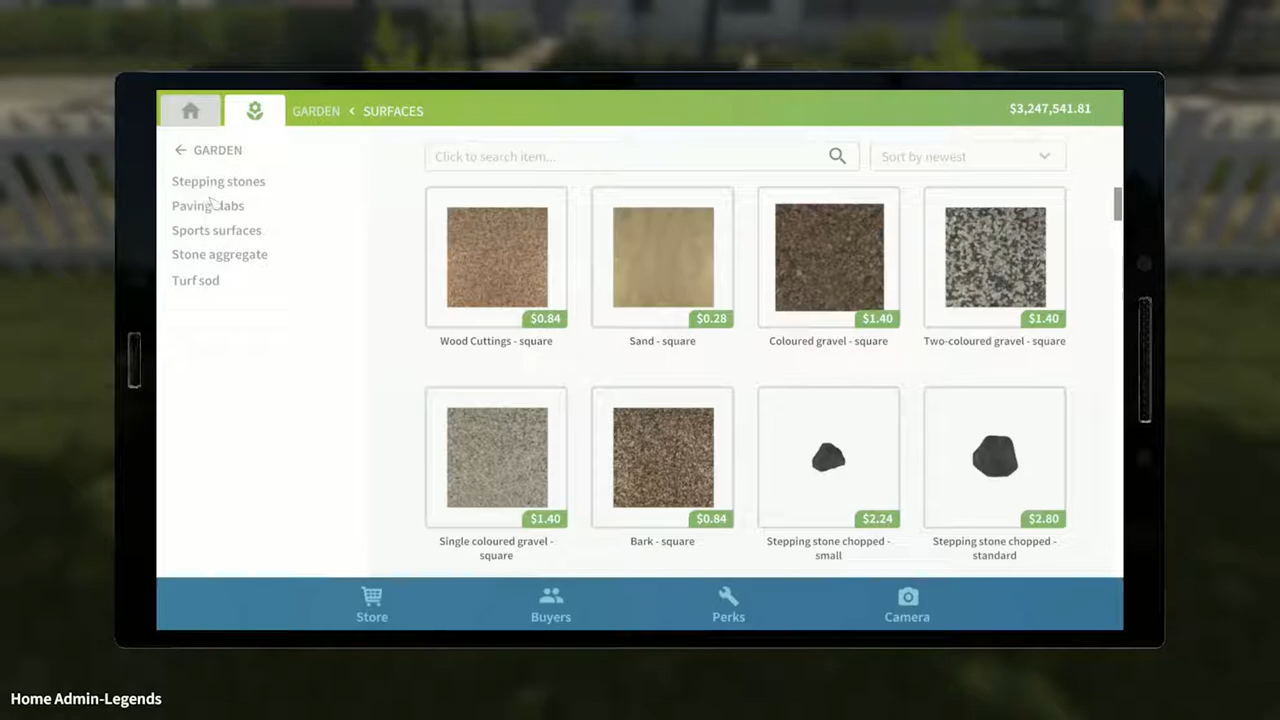 GARDEN < SURFACES
$3,247,541.81
GARDEN
Stepping stones
Paving slabs
Sports surfaces
Stone aggregate
Turf sod
Click to search item...
Sort by newest
$0.84
$0.28
$1.40
$1.40
Wood Cuttings - square
Sand - square
Coloured gravel - square
Two-coloured gravel - square
$1.40
$0.84
$2.24
$2.80
Single coloured gravel -
square
Bark - square
Stepping stone chopped -
small
Stepping stone chopped -
standard
Store
Buyers
Perks
Camera
Home Admin-Legends